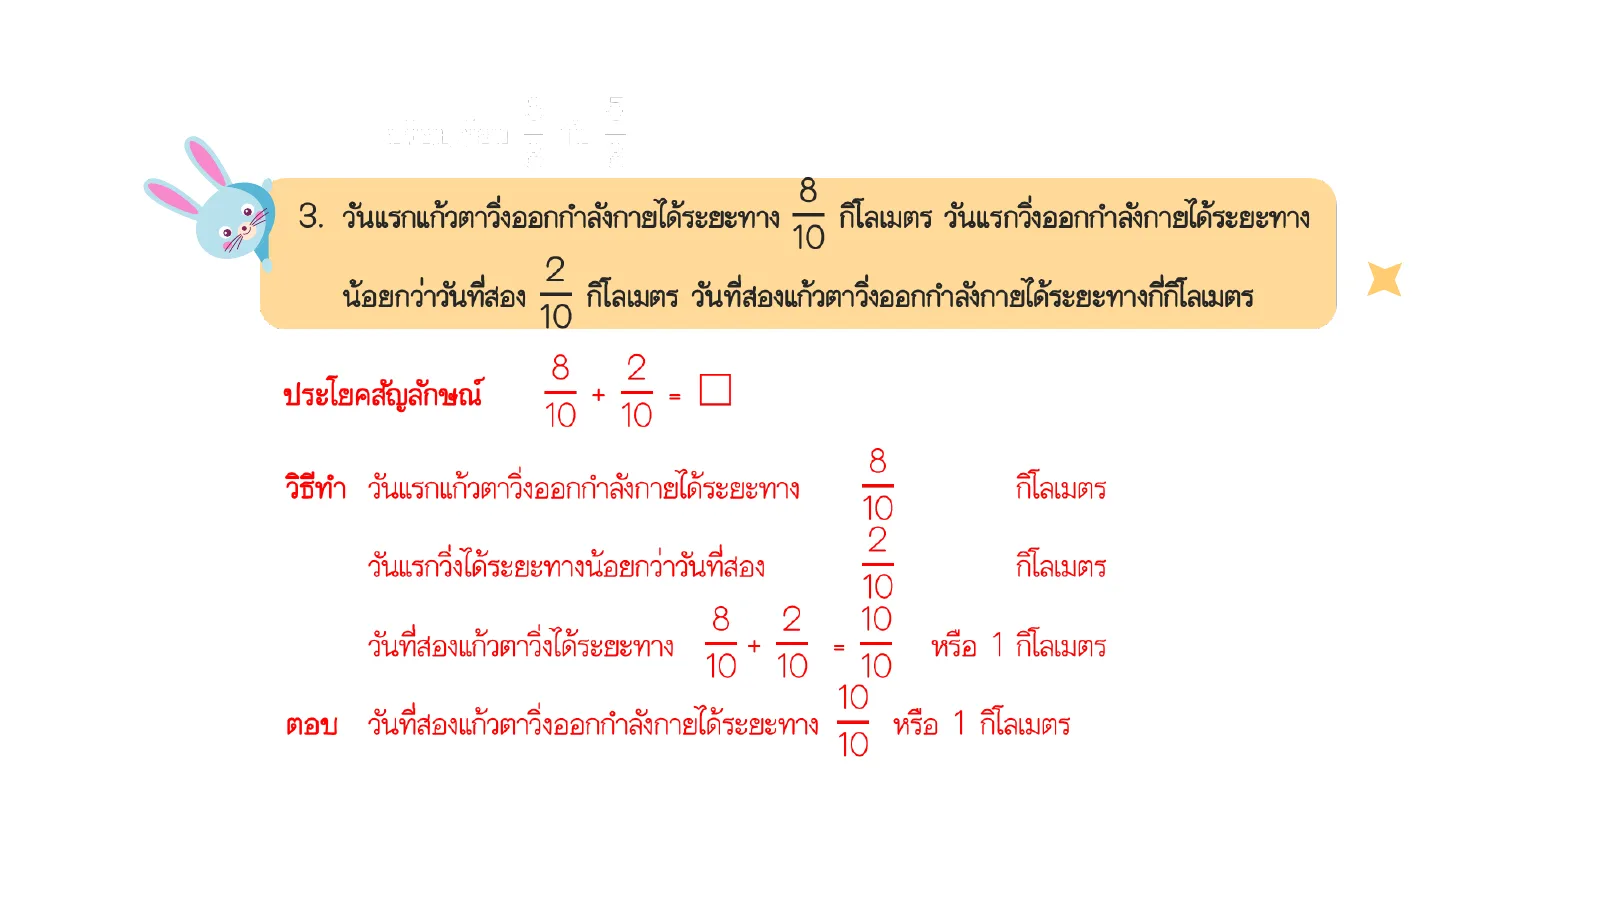 3. วันแรกแก้วตาวิ่งออกกำลังกายได้ระยะทาง 8/10 กิโลเมตร วันแรกวิ่งออกกำลังกายได้ระยะทาง
น้อยกว่าวันที่สอง 2/10 กิโลเมตร วันที่สองแก้วตาวิ่งออกกำลังกายได้ระยะทางกี่กิโลเมตร
ประโยคสัญลักษณ์ 8/10 + 2/10 = □
วิธีทำ วันแรกแก้วตาวิ่งออกกำลังกายได้ระยะทาง 8/10 กิโลเมตร
วันแรกวิ่งได้ระยะทางน้อยกว่าวันที่สอง 2/10 กิโลเมตร
วันที่สองแก้วตาวิ่งได้ระยะทาง 8/10 + 2/10 = 10/10 หรือ 1 กิโลเมตร
ตอบ วันที่สองแก้วตาวิ่งออกกำลังกายได้ระยะทาง 10/10 หรือ 1 กิโลเมตร